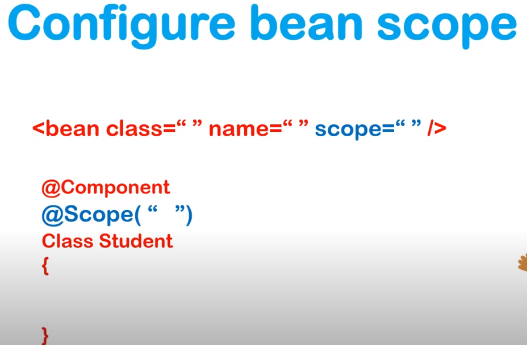 Configure bean scope
<bean class=“ ” name=“ ” scope=“ ” />
@Component
@Scope( “ ”)
Class Student
{
}